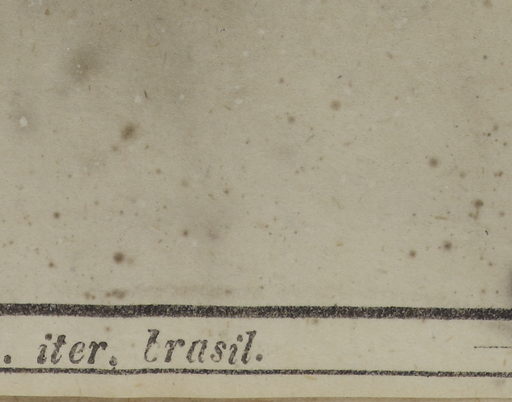 . iter. brasil.